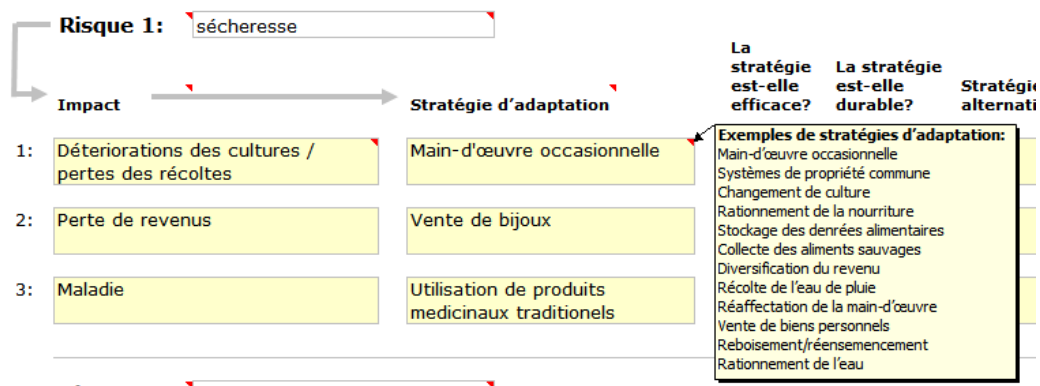 Risque 1:
sécheresse
La
stratégie
est-elle
efficace?
La stratégie
est-elle
durable?
Stratégie
alternati
Impact
Stratégie d’adaptation
1:
Déteriorations des cultures /
pertes des récoltes
Main-d'œuvre occasionnelle
2:
Perte de revenus
Vente de bijoux
3:
Maladie
Utilisation de produits
medicinaux traditionels
Exemples de stratégies d’adaptation:
Main-d’œuvre occasionnelle
Systèmes de propriété commune
Changement de culture
Rationnement de la nourriture
Stockage des denrées alimentaires
Collecte des aliments sauvages
Diversification du revenu
Récolte de l’eau de pluie
Réaffectation de la main-d’œuvre
Vente de biens personnels
Reboisement/réensemencement
Rationnement de l’eau